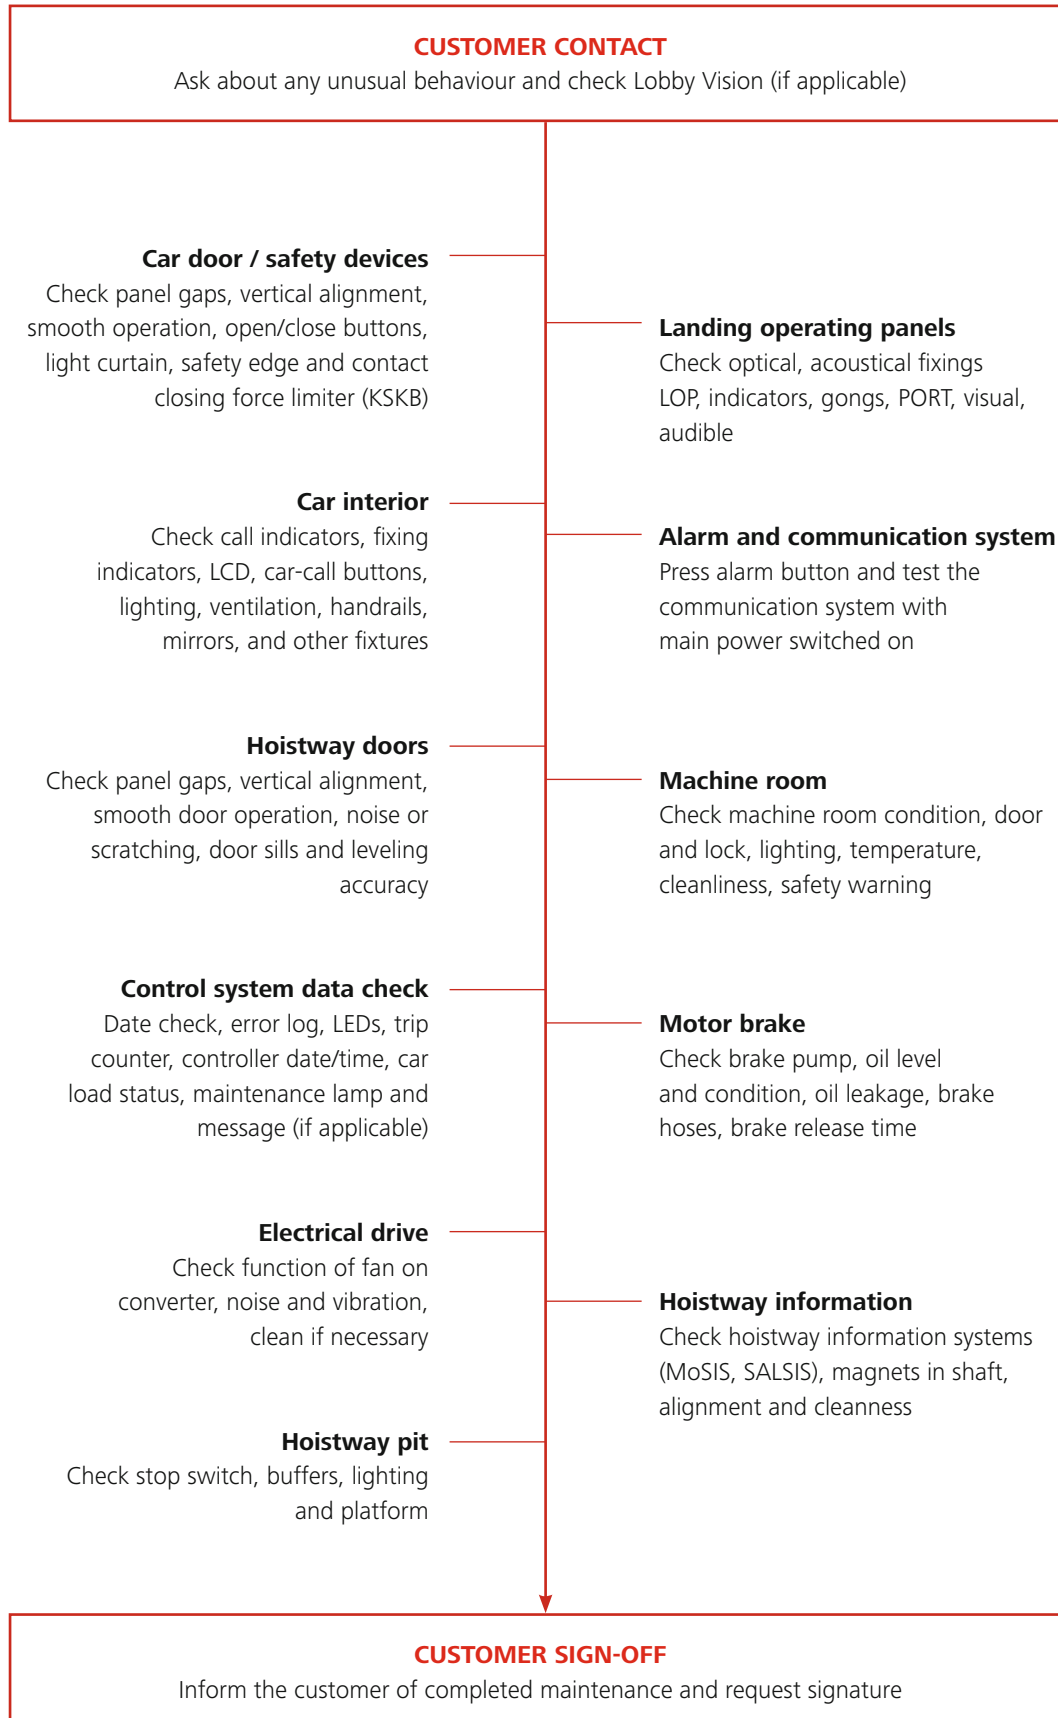 CUSTOMER CONTACT
Ask about any unusual behaviour and check Lobby Vision (if applicable)
Car door / safety devices
Check panel gaps, vertical alignment,
smooth operation, open/close buttons,
light curtain, safety edge and contact
closing force limiter (KSKB)
Landing operating panels
Check optical, acoustical fixings
LOP, indicators, gongs, PORT, visual,
audible
Car interior
Check call indicators, fixing
indicators, LCD, car-call buttons,
lighting, ventilation, handrails,
mirrors, and other fixtures
Alarm and communication system
Press alarm button and test the
communication system with
main power switched on
Hoistway doors
Check panel gaps, vertical alignment,
smooth door operation, noise or
scratching, door sills and leveling
accuracy
Machine room
Check machine room condition, door
and lock, lighting, temperature,
cleanliness, safety warning
Control system data check
Date check, error log, LEDs, trip
counter, controller date/time, car
load status, maintenance lamp and
message (if applicable)
Motor brake
Check brake pump, oil level
and condition, oil leakage, brake
hoses, brake release time
Electrical drive
Check function of fan on
converter, noise and vibration,
clean if necessary
Hoistway information
Check hoistway information systems
(MoSIS, SALSIS), magnets in shaft,
alignment and cleanness
Hoistway pit
Check stop switch, buffers, lighting
and platform
CUSTOMER SIGN-OFF
Inform the customer of completed maintenance and request signature